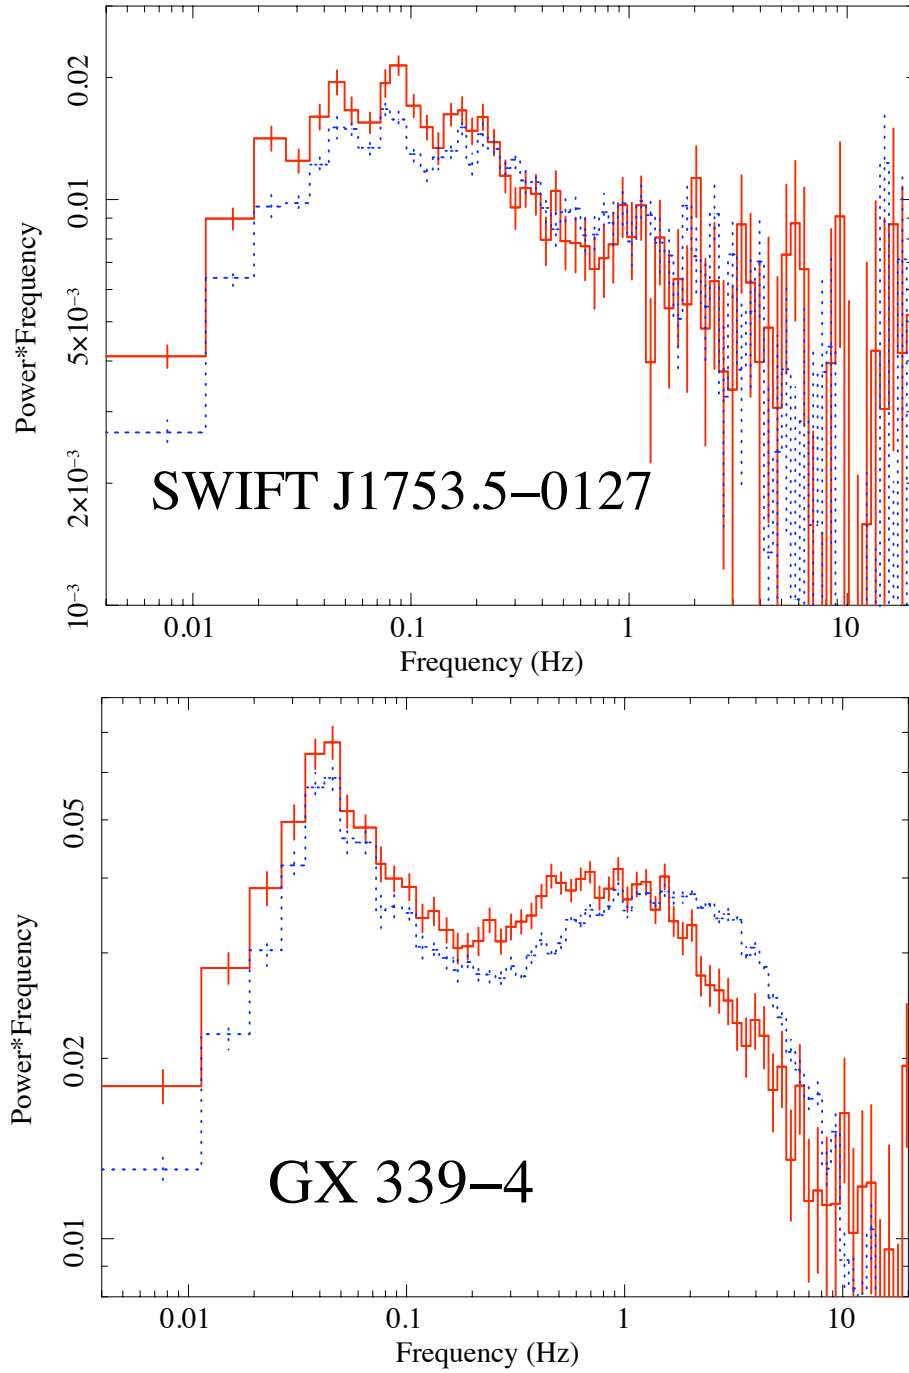 0.02
0.01
5×10⁻³
2×10⁻³
10⁻³
Power*Frequency
SWIFT J1753.5−0127
0.01 0.1 1 10
Frequency (Hz)
0.05
0.02
0.01
Power*Frequency
GX 339−4
0.01 0.1 1 10
Frequency (Hz)